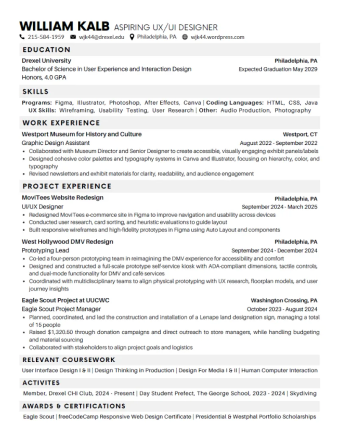 WILLIAM KALB ASPIRING UX/UI DESIGNER
215-584-1959 wjk44@drexel.edu Philadelphia, PA wjk44.wordpress.com
EDUCATION
Drexel University Philadelphia, PA
Bachelor of Science in User Experience and Interaction Design Expected Graduation May 2029
Honors, 4.0 GPA
SKILLS
Programs: Figma, Illustrator, Photoshop, After Effects, Canva | Coding Languages: HTML, CSS, Java
UX Skills: Wireframing, Usability Testing, User Research | Other: Audio Production, Photography
WORK EXPERIENCE
Westport Museum for History and Culture Westport, CT
Graphic Design Assistant August 2022 - September 2022
• Collaborated with Museum Director and Senior Designer to create accessible, visually engaging exhibit panels/labels
• Designed cohesive color palettes and typography systems in Canva and Illustrator, focusing on hierarchy, color, and
typography
• Revised newsletters and exhibit materials for clarity, readability, and audience engagement
PROJECT EXPERIENCE
MoviTees Website Redesign Philadelphia, PA
UI/UX Designer September 2024 - March 2025
• Redesigned MoviTees e-commerce site in Figma to improve navigation and usability across devices
• Conducted user research, card sorting, and heuristic evaluations to guide layout
• Built responsive wireframes and high-fidelity prototypes in Figma using Auto Layout and components
West Hollywood DMV Redesign Philadelphia, PA
Prototyping Lead September 2024 - December 2024
• Co-led a four-person prototyping team in reimagining the DMV experience for accessibility and comfort
• Designed and constructed a full-scale prototype self-service kiosk with ADA-compliant dimensions, tactile controls,
and dual-mode functionality for DMV and cafe services
• Coordinated with multidisciplinary teams to align physical prototyping with UX research, floorplan models, and user
journey insights
Eagle Scout Project at UUCWC Washington Crossing, PA
Eagle Scout Project Manager October 2023 - August 2024
• Planned, coordinated, and led the construction and installation of a Lenape land designation sign, managing a total
of 15 people
• Raised $1,320.60 through donation campaigns and direct outreach to store managers, while handling budgeting
and material sourcing
• Collaborated with stakeholders to align project goals and logistics
RELEVANT COURSEWORK
User Interface Design I & II | Design Thinking in Production | Design For Media I & II | Human Computer Interaction
ACTIVITES
Member, Drexel CHI Club, 2024 - Present | Day Student Prefect, The George School, 2023 - 2024 | Skydiving
AWARDS & CERTIFICATIONS
Eagle Scout | freeCodeCamp Responsive Web Design Certificate | Presidential & Westphal Portfolio Scholarships